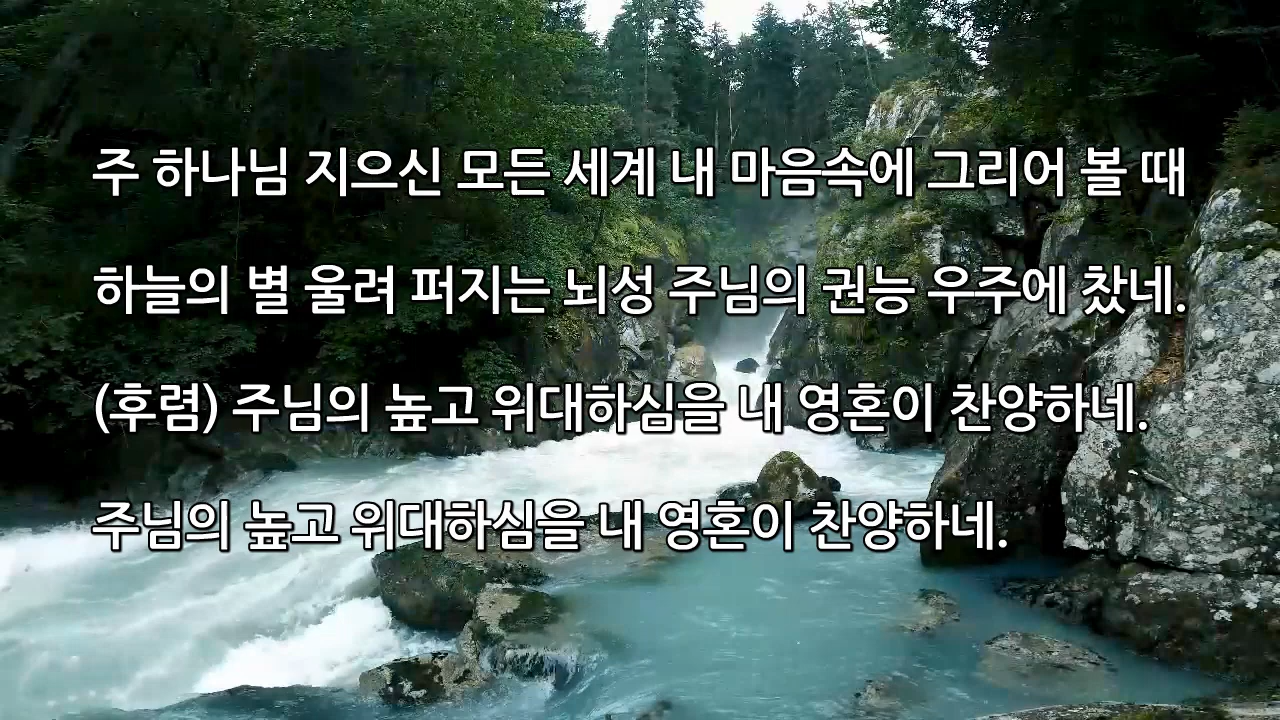 주 하나님 지으신 모든 세계 내 마음속에 그리어 볼 때
하늘의 별 울려 퍼지는 뇌성 주님의 권능 우주에 찼네.
(후렴) 주님의 높고 위대하심을 내 영혼이 찬양하네.
주님의 높고 위대하심을 내 영혼이 찬양하네.